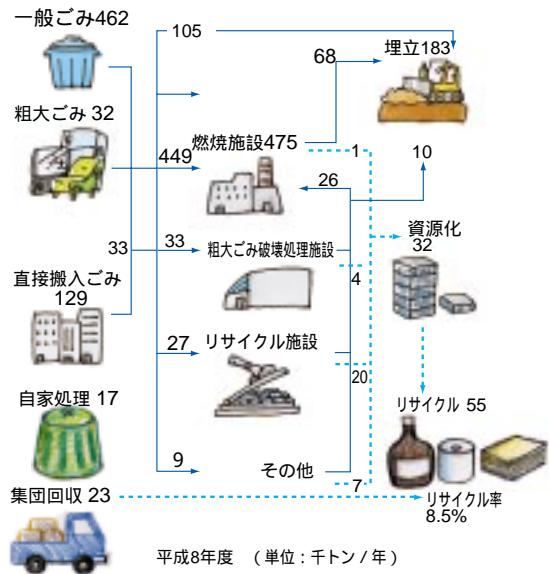 一般ごみ462
105
埋立183
68
粗大ごみ 32
燃焼施設475
449
1
10
26
資源化
32
33
33
粗大ごみ破壊処理施設
直接搬入ごみ
129
4
27
リサイクル施設
自家処理 17
20
リサイクル 55
9
その他
7
集団回収 23
リサイクル率
8.5%
平成8年度 （単位：千トン／年）